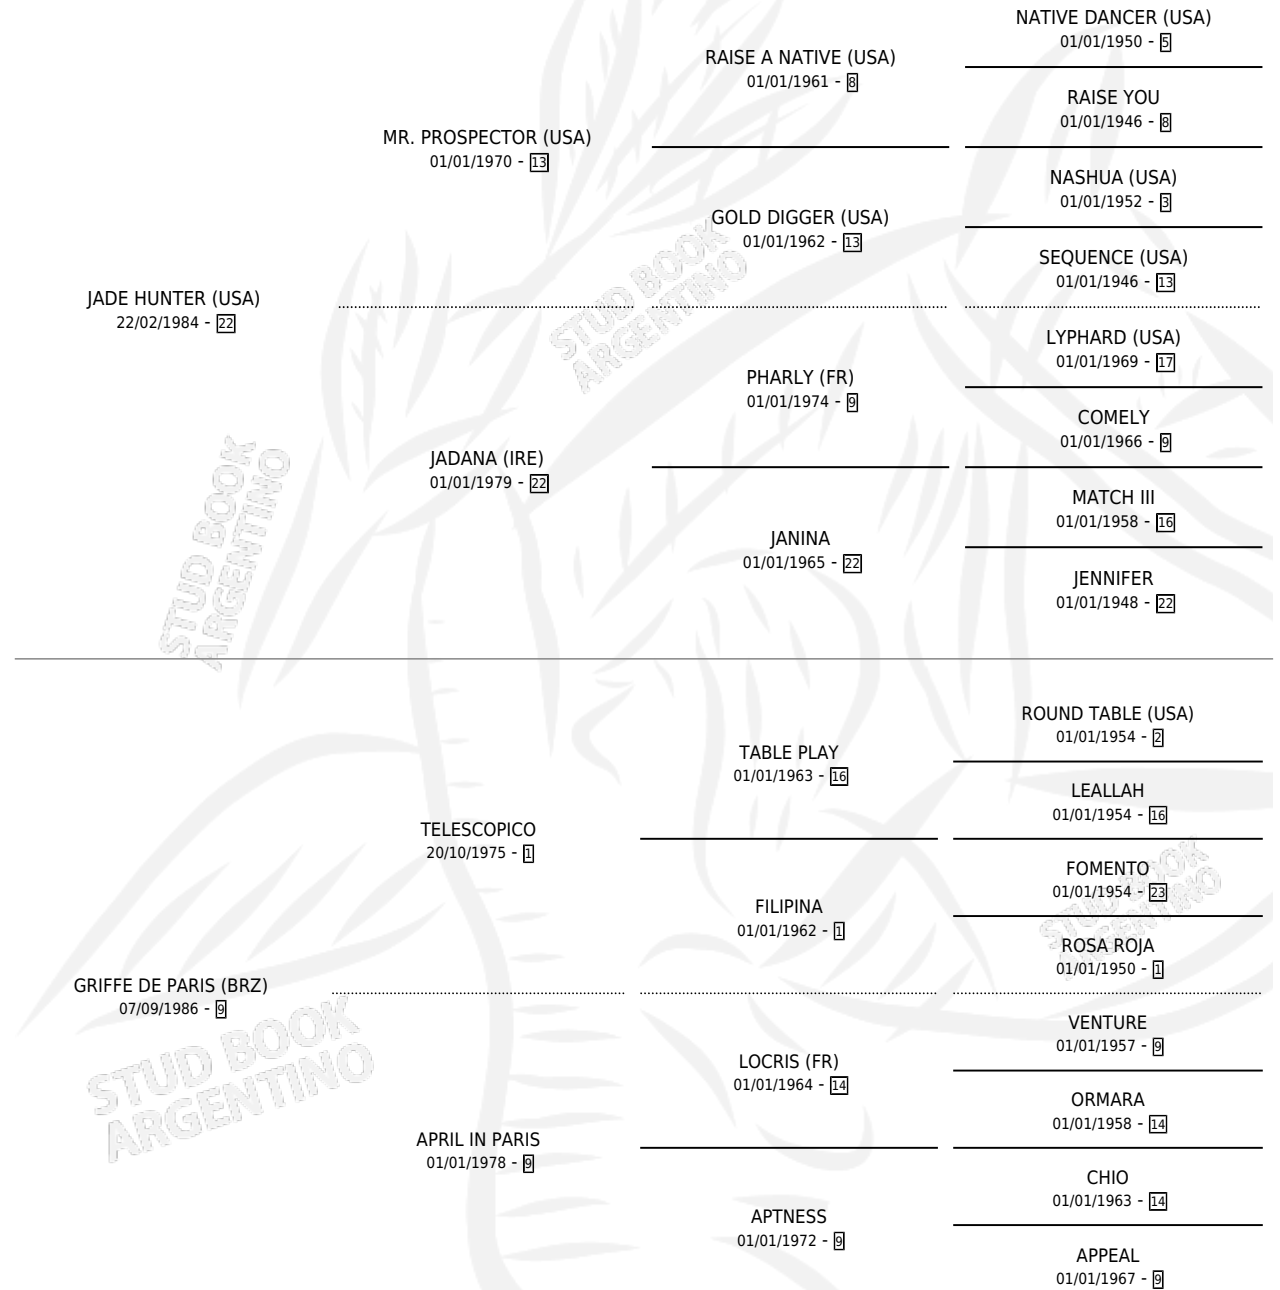 NATIVE DANCER (USA)
01/01/1950 - 5
RAISE A NATIVE (USA)
01/01/1961 - 8
RAISE YOU
01/01/1946 - 8
MR. PROSPECTOR (USA)
01/01/1970 - 13
NASHUA (USA)
01/01/1952 - 3
GOLD DIGGER (USA)
01/01/1962 - 13
SEQUENCE (USA)
01/01/1946 - 13
JADE HUNTER (USA)
22/02/1984 - 22
STUD BOOK
ARGENTINO
LYPHARD (USA)
01/01/1969 - 17
PHARLY (FR)
01/01/1974 - 9
COMELY
01/01/1966 - 9
JADANA (IRE)
01/01/1979 - 22
MATCH III
01/01/1958 - 16
JANINA
01/01/1965 - 22
JENNIFER
01/01/1948 - 22
STUD BOOK
ARGENTINO
ROUND TABLE (USA)
01/01/1954 - 2
TABLE PLAY
01/01/1963 - 16
LEALLAH
01/01/1954 - 16
TELESCOPICO
20/10/1975 - 1
FOMENTO
01/01/1954 - 23
FILIPINA
01/01/1962 - 1
ROSA ROJA
01/01/1950 - 1
STUD BOOK
ARGENTINO
GRIFFE DE PARIS (BRZ)
07/09/1986 - 9
VENTURE
01/01/1957 - 9
LOCRIS (FR)
01/01/1964 - 14
ORMARA
01/01/1958 - 14
STUD BOOK
ARGENTINO
APRIL IN PARIS
01/01/1978 - 9
CHIO
01/01/1963 - 14
APTNESS
01/01/1972 - 9
APPEAL
01/01/1967 - 9